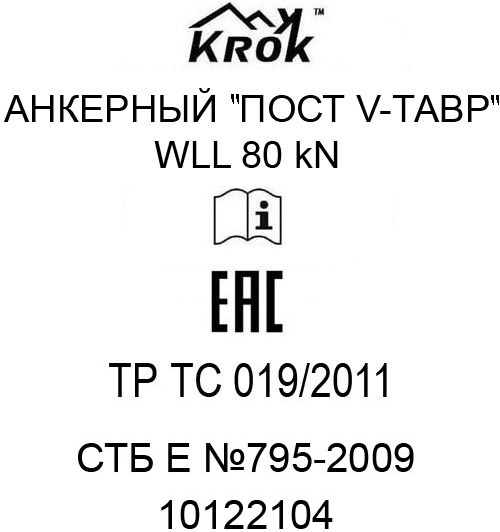 KROK™
АНКЕРНЫЙ "ПОСТ V-ТАВР"
WLL 80 kN
i
EAC
ТР ТС 019/2011
СТБ Е №795-2009
10122104